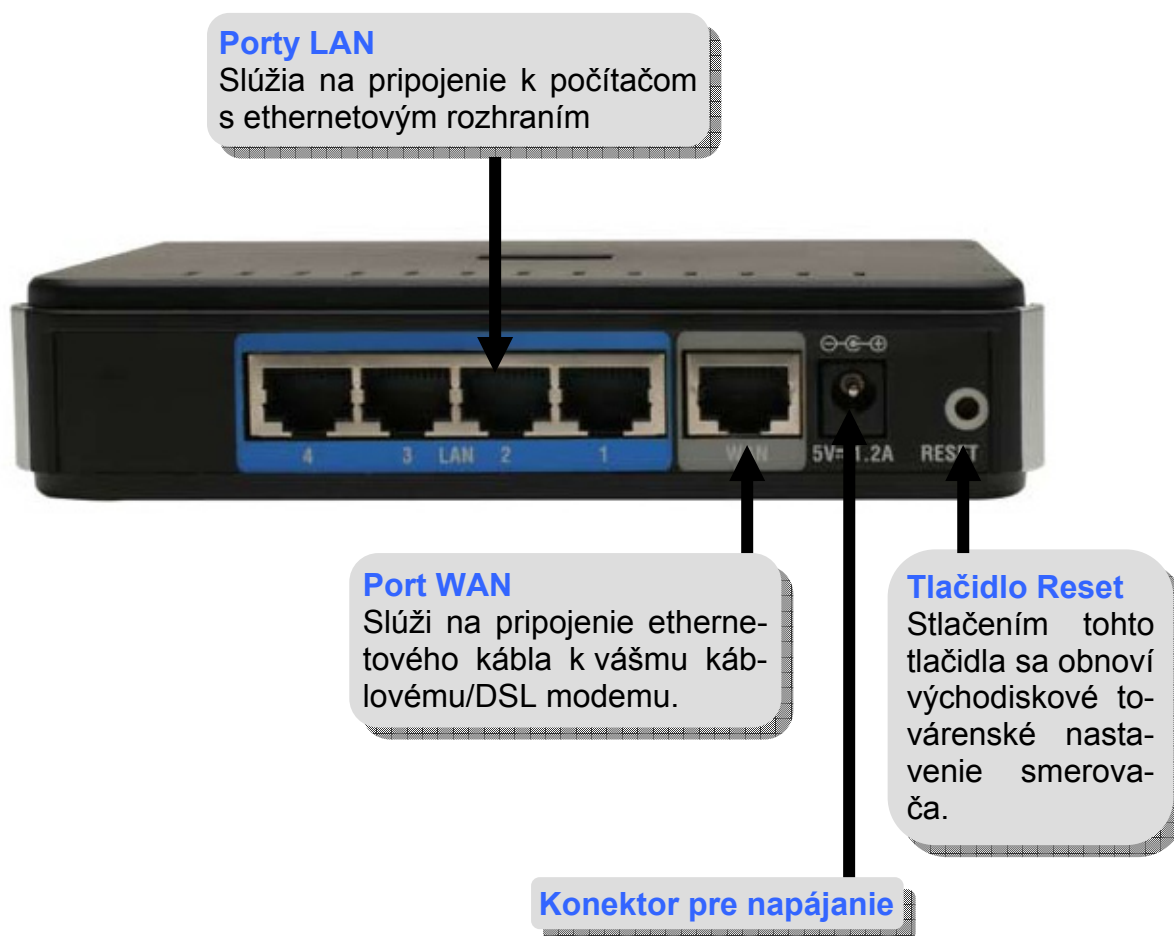 Porty LAN
Slúžia na pripojenie k počítačom
s ethernetovým rozhraním
4 3 LAN 2 1
WAN
5V= 1.2A
RESET
Port WAN
Slúži na pripojenie etherne-
tového kábla k vášmu káb-
lovému/DSL modemu.
Tlačidlo Reset
Stlačením tohto
tlačidla sa obnoví
východiskové to-
várenské nasta-
venie smerova-
ča.
Konektor pre napájanie